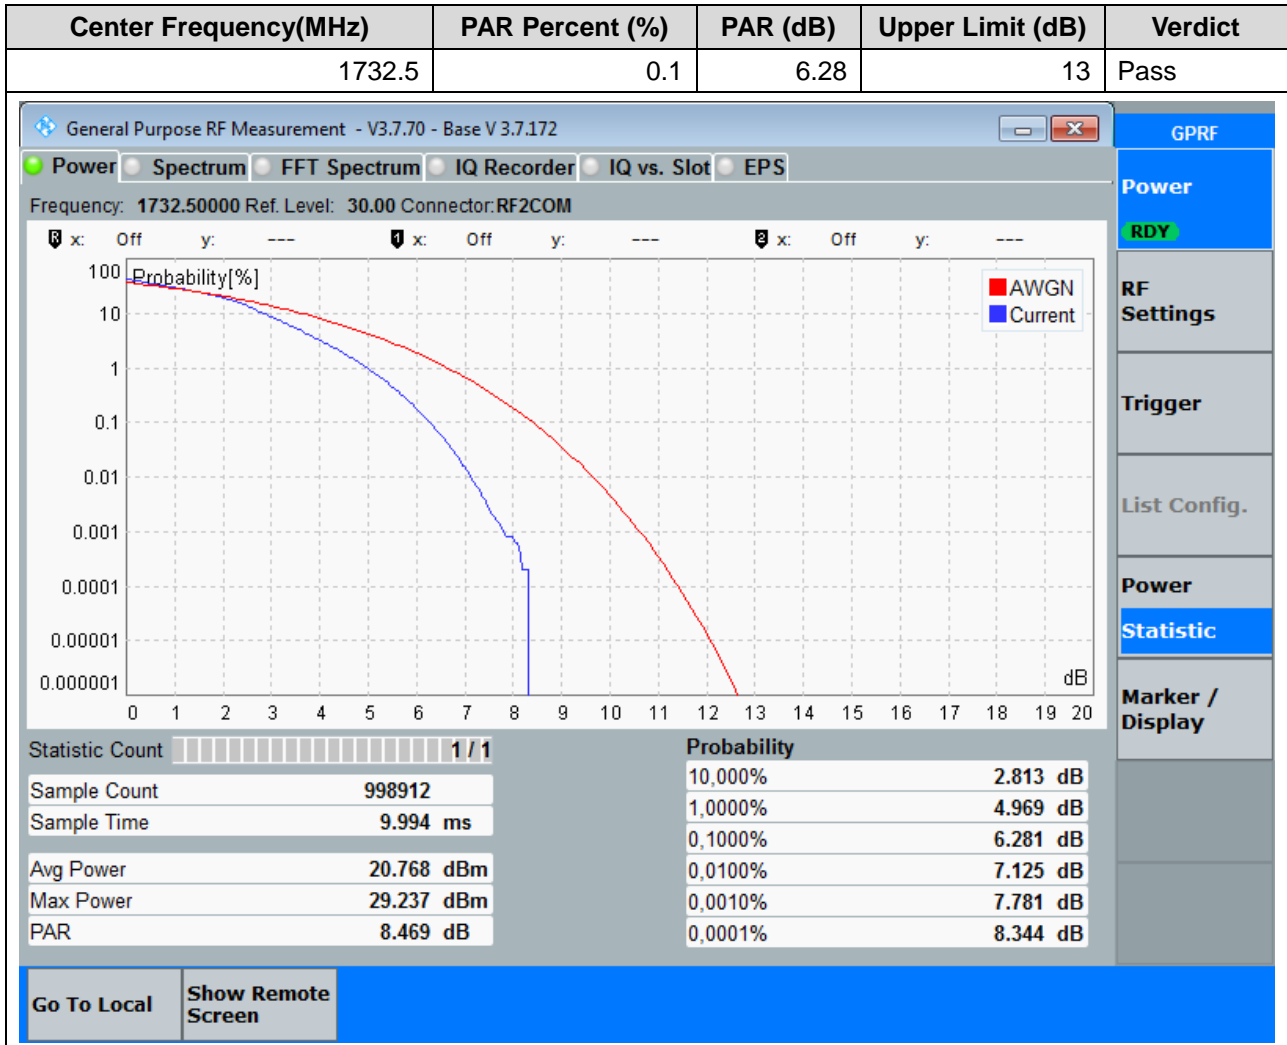 Center Frequency(MHz) PAR Percent (%) PAR (dB) Upper Limit (dB) Verdict
1732.5 0.1 6.28 13 Pass
General Purpose RF Measurement - V3.7.70 - Base V 3.7.172
GPRF
Power Spectrum FFT Spectrum IQ Recorder IQ vs. Slot EPS
Power
RDY
Frequency: 1732.50000 Ref. Level: 30.00 Connector:RF2COM
R x: Off y: --- 1 x: Off y: --- 2 x: Off y: ---
Probability[%]
AWGN
Current
100
10
1
0.1
0.01
0.001
0.0001
0.00001
0.000001
dB
0 1 2 3 4 5 6 7 8 9 10 11 12 13 14 15 16 17 18 19 20
RF
Settings
Trigger
List Config.
Power
Statistic
Marker /
Display
Statistic Count 1 / 1
Sample Count 998912
Sample Time 9.994 ms
Avg Power 20.768 dBm
Max Power 29.237 dBm
PAR 8.469 dB
Probability
10,000% 2.813 dB
1,0000% 4.969 dB
0,1000% 6.281 dB
0,0100% 7.125 dB
0,0010% 7.781 dB
0,0001% 8.344 dB
Go To Local
Show Remote
Screen